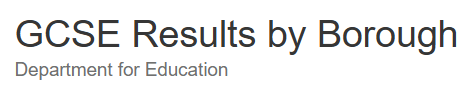 GCSE Results by Borough
Department for Education